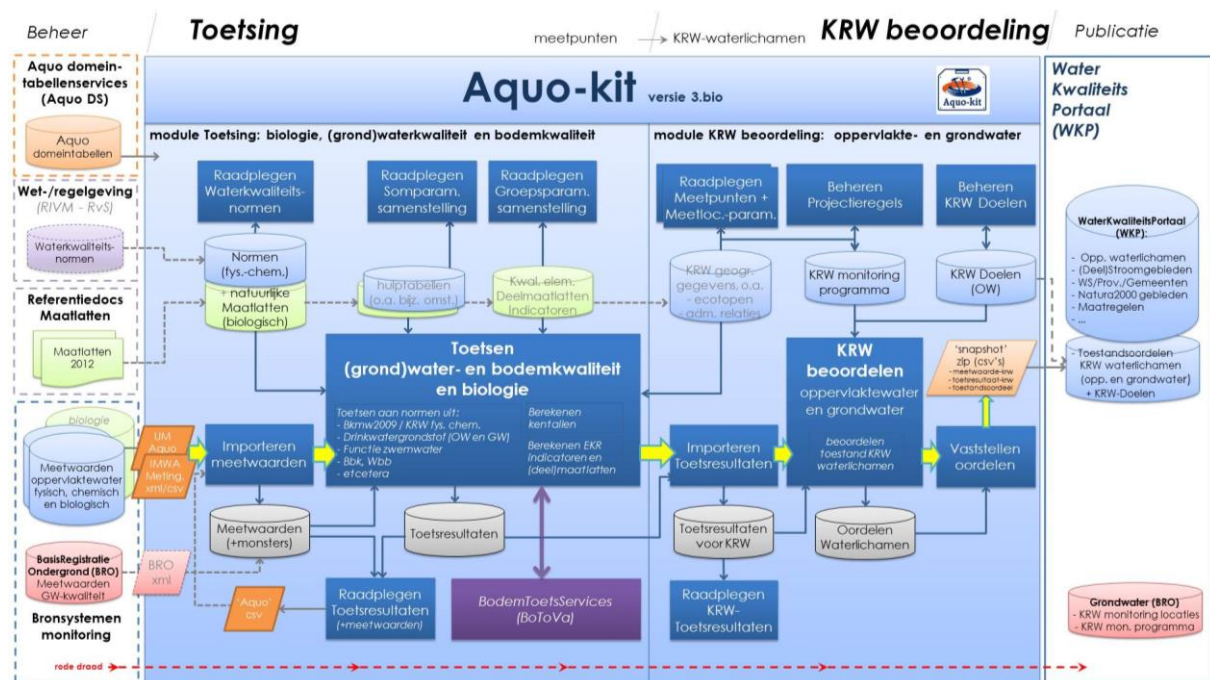 Beheer
Toetsing
meetpunten
KRW-waterlichamen
KRW beoordeling
Publicatie
Aquo domein-
tabellenservices
(Aquo DS)
Aquo
domeintabellen
Wet-/regelgeving
(RIVM - RvS)
Waterkwaliteits-
normen
Referentiedocs
Maatlatten
Maatlatten
2012
biologie
Meetwaarden
oppervlaktewater
fysisch, chemisch
en biologisch
BasisRegistratie
Ondergrond (BRO)
Meetwaarden
GW-kwaliteit
Bronsystemen
monitoring
rode draad
Aquo-kit versie 3.bio
Aquo-kit
module Toetsing: biologie, (grond)waterkwaliteit en bodemkwaliteit
Raadplegen
Waterkwaliteits-
normen
Raadplegen
Somparam.
samenstelling
Raadplegen
Groepsparam.
samenstelling
Normen
(fys.-chem.)
+ natuurlijke
Maatlatten
(biologisch)
hulptabellen
(o.a. bijz. omst.)
Kwal. elem.
Deelmaatlatten
Indicatoren
UM
Aquo
IMWA
Meting.
xml/csv
Importeren
meetwaarden
Toetsen
(grond)water- en bodemkwaliteit
en biologie
Toetsen aan normen uit:
- Bkmw2009 / KRW fys. chem.
- Drinkwatergrondstof (OW en GW)
- Functie zwemwater
- Bbk, Wbb
- etcetera
Berekenen
kentallen
Berekenen EKR
indicatoren en
(deel)maatlatten
Meetwaarden
(+monsters)
Toetsresultaten
BRO
xml
'Aquo'
csv
Raadplegen
Toetsresultaten
(+meetwaarden)
BodemToetsServices
(BoToVa)
module KRW beoordeling: oppervlakte- en grondwater
Raadplegen
Meetpunten +
Meetloc.-param.
Beheren
Projectieregels
Beheren
KRW Doelen
KRW geogr.
gegevens, o.a.
- ecotopen
- adm. relaties
KRW monitoring
programma
KRW Doelen
(OW)
KRW
beoordelen
oppervlaktewater
en grondwater
beoordelen
toestand KRW
waterlichamen
'snapshot'
zip (csv's)
-meetwaarde-krw
-toetsresultaat-krw
-toestandsoordeel
Importeren
Toetsresultaten
Vaststellen
oordelen
Toetsresultaten
voor KRW
Oordelen
Waterlichamen
Raadplegen
KRW-
Toetsresultaten
Water
Kwaliteits
Portaal
(WKP)
WaterKwaliteitsPortaal
(WKP):
- Opp. waterlichamen
- (Deel)Stroomgebieden
- WS/Prov./Gemeenten
- Natura2000 gebieden
- Maatregelen
- ...
- Toestandsoordelen
KRW waterlichamen
(opp. en grondwater)
+ KRW-Doelen
Grondwater (BRO)
- KRW monitoring locaties
- KRW mon. programma